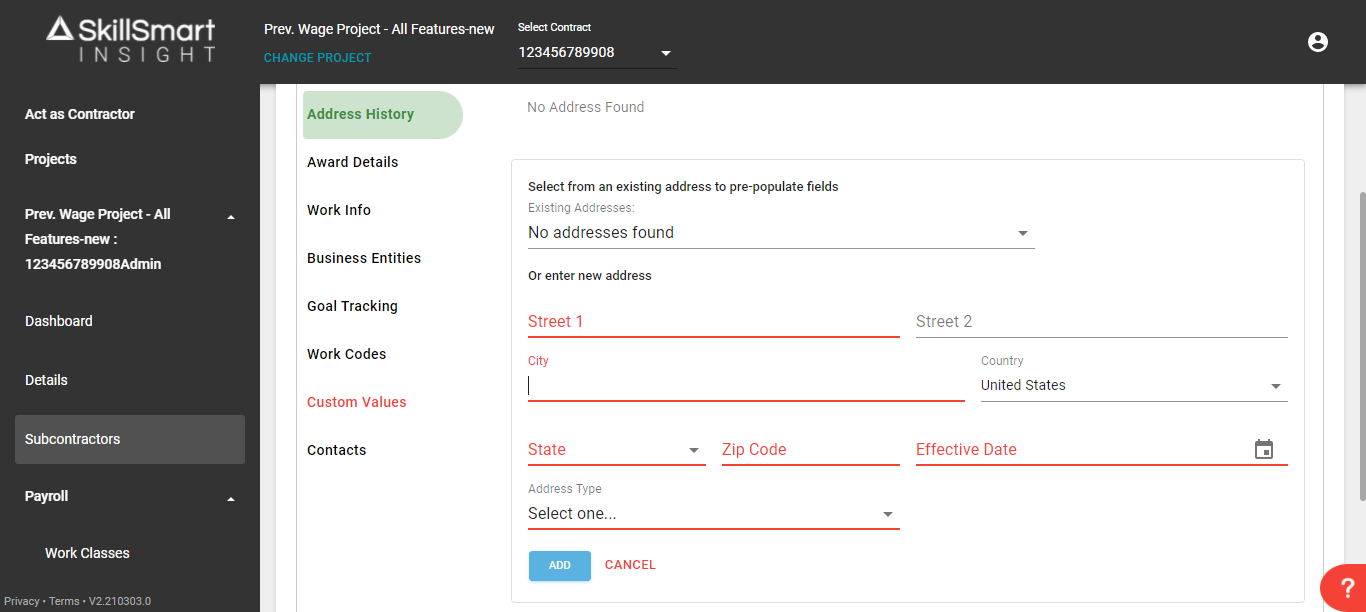 SkillSmart
INSIGHT
Prev. Wage Project - All Features-new
CHANGE PROJECT
Select Contract
123456789908
Act as Contractor
Projects
Prev. Wage Project - All
Features-new :
123456789908Admin
Dashboard
Details
Subcontractors
Payroll
Work Classes
Privacy • Terms • V2.210303.0
Address History
Award Details
Work Info
Business Entities
Goal Tracking
Work Codes
Custom Values
Contacts
No Address Found
Select from an existing address to pre-populate fields
Existing Addresses:
No addresses found
Or enter new address
Street 1
Street 2
City
Country
United States
State
Zip Code
Effective Date
Address Type
Select one...
ADD
CANCEL
?